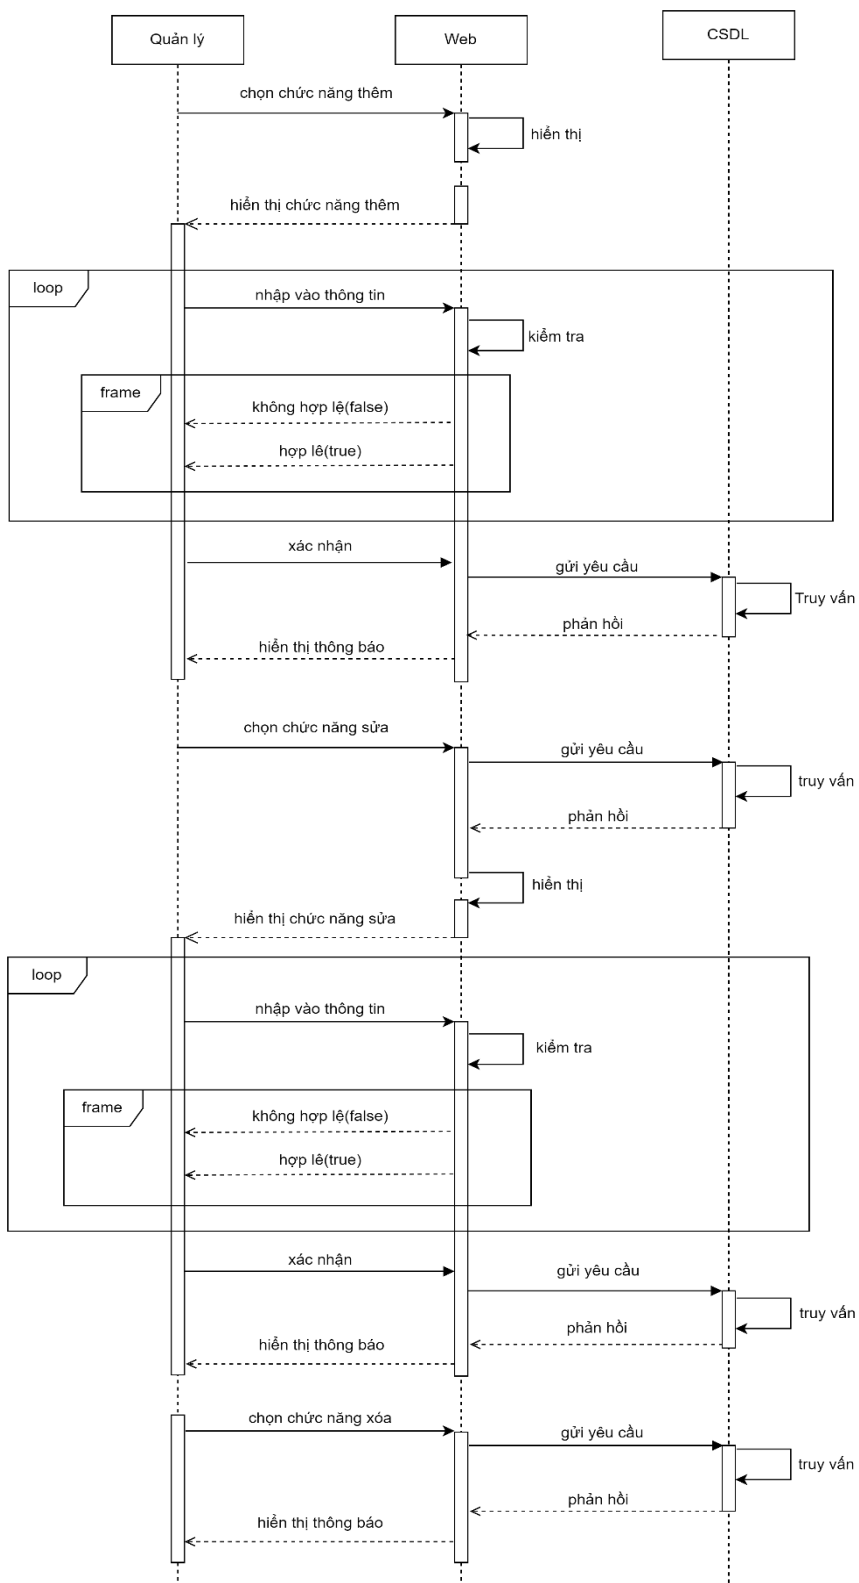 Quản lý
Web
CSDL
chọn chức năng thêm
hiển thị
hiển thị chức năng thêm
loop
nhập vào thông tin
kiểm tra
frame
không hợp lệ(false)
hợp lê(true)
xác nhận
gửi yêu cầu
Truy vấn
phản hồi
hiển thị thông báo
chọn chức năng sửa
gửi yêu cầu
truy vấn
phản hồi
hiển thị
hiển thị chức năng sửa
loop
nhập vào thông tin
kiểm tra
frame
không hợp lệ(false)
hợp lê(true)
xác nhận
gửi yêu cầu
truy vấn
phản hồi
hiển thị thông báo
chọn chức năng xóa
gửi yêu cầu
truy vấn
phản hồi
hiển thị thông báo